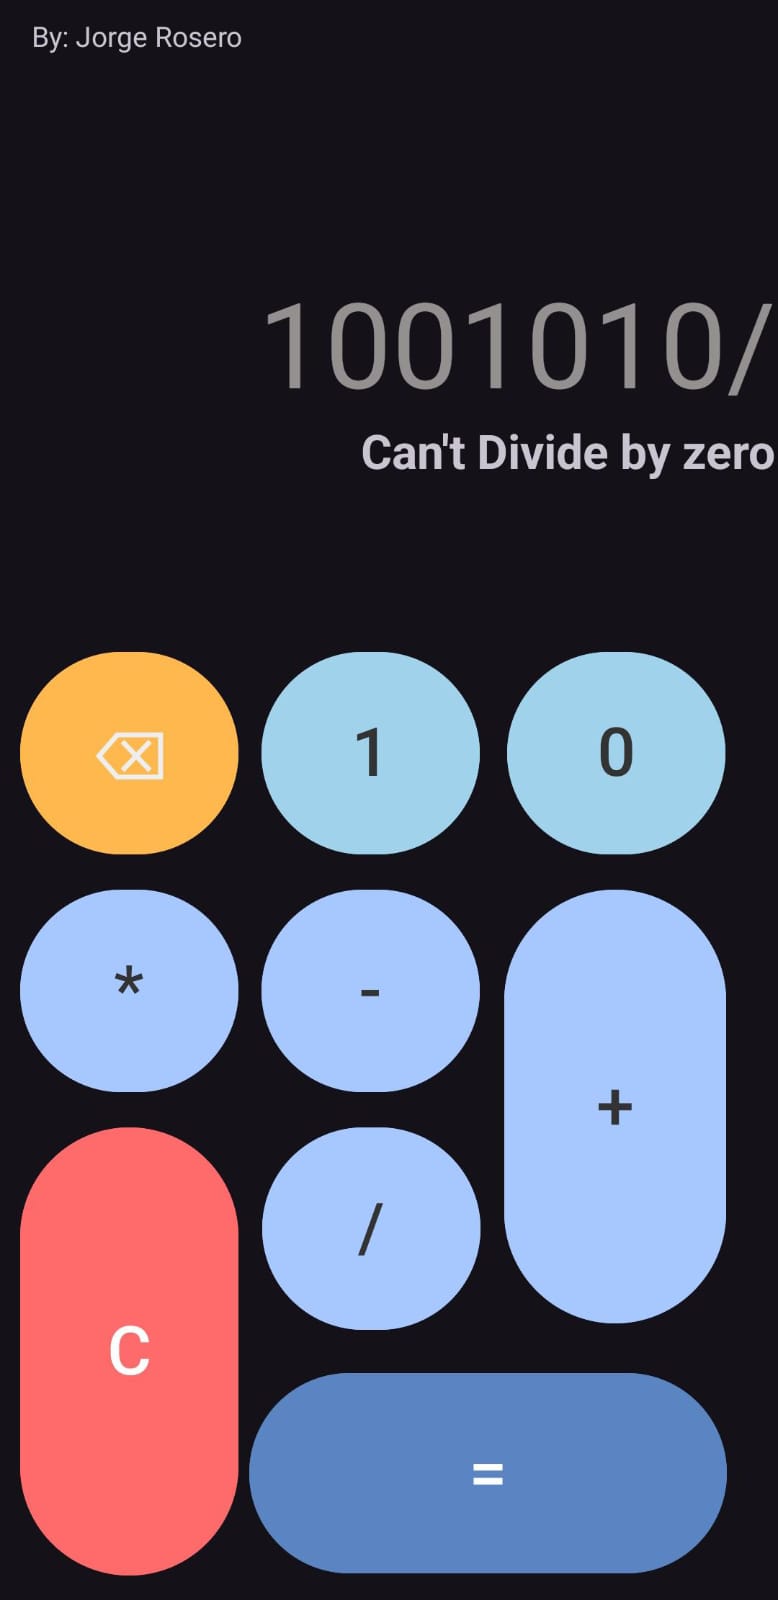 By: Jorge Rosero
1001010/
Can't Divide by zero
1 0
* -
+
/
C
=